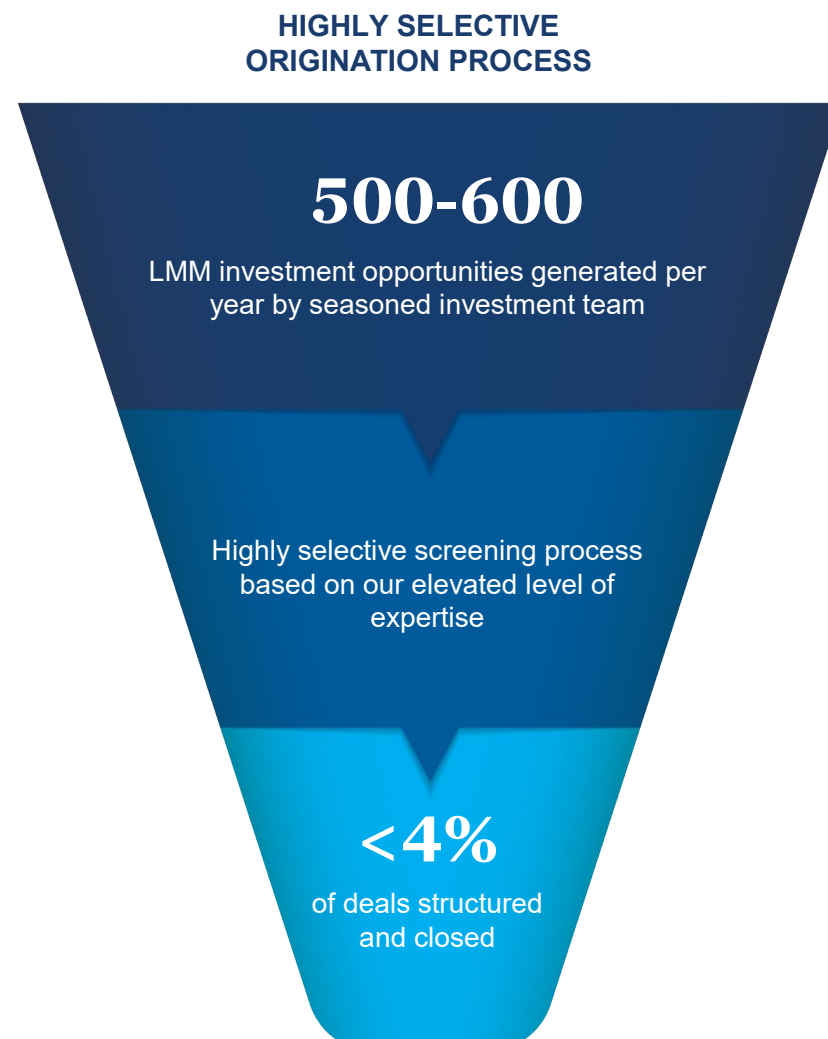 HIGHLY SELECTIVE
ORIGINATION PROCESS
500-600
LMM investment opportunities generated per
year by seasoned investment team
Highly selective screening process
based on our elevated level of
expertise
<4%
of deals structured
and closed